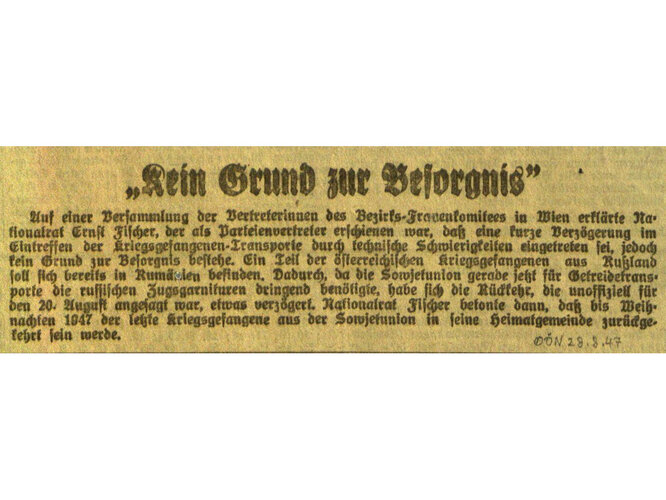 „Kein Grund zur Besorgnis"
Auf einer Versammlung der Vertreterinnen des Bezirks-Frauenkomitees in Wien erklärte Na-
tionalrat Ernst Fischer, der als Parteienvertreter erschienen war, daß eine kurze Verzögerung im
Eintreffen der Kriegsgefangenen-Transporte durch technische Schwierigkeiten eingetreten sei, jedoch
kein Grund zur Besorgnis bestehe. Ein Teil der österreichischen Kriegsgefangenen aus Rußland
soll sich bereits in Rumänien befinden. Dadurch, da die Sowjetunion gerade jetzt für Getreidetrans-
porte die russischen Zugsgarnituren dringend benötigte, habe sich die Rückkehr, die unoffiziell für
den 20. August angesagt war, etwas verzögert. Nationalrat Fischer betonte dann, daß bis Weih-
nachten 1947 der letzte Kriegsgefangene aus der Sowjetunion in seine Heimatgemeinde zurückge-
kehrt sein werde.
OÖN 28.8.47